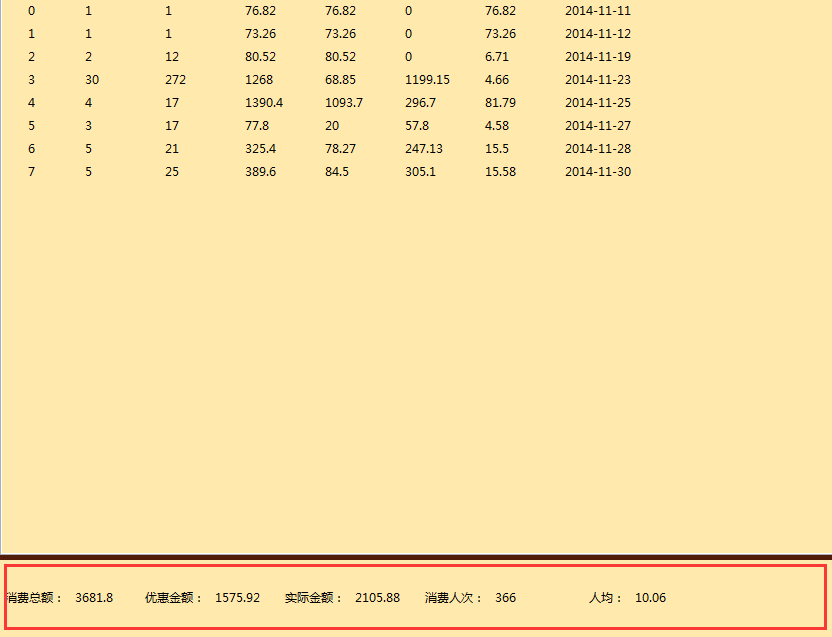 0 1 1 76.82 76.82 0 76.82 2014-11-11
1 1 1 73.26 73.26 0 73.26 2014-11-12
2 2 12 80.52 80.52 0 6.71 2014-11-19
3 30 272 1268 68.85 1199.15 4.66 2014-11-23
4 4 17 1390.4 1093.7 296.7 81.79 2014-11-25
5 3 17 77.8 20 57.8 4.58 2014-11-27
6 5 21 325.4 78.27 247.13 15.5 2014-11-28
7 5 25 389.6 84.5 305.1 15.58 2014-11-30
消费总额： 3681.8 优惠金额： 1575.92 实际金额： 2105.88 消费人次： 366 人均： 10.06